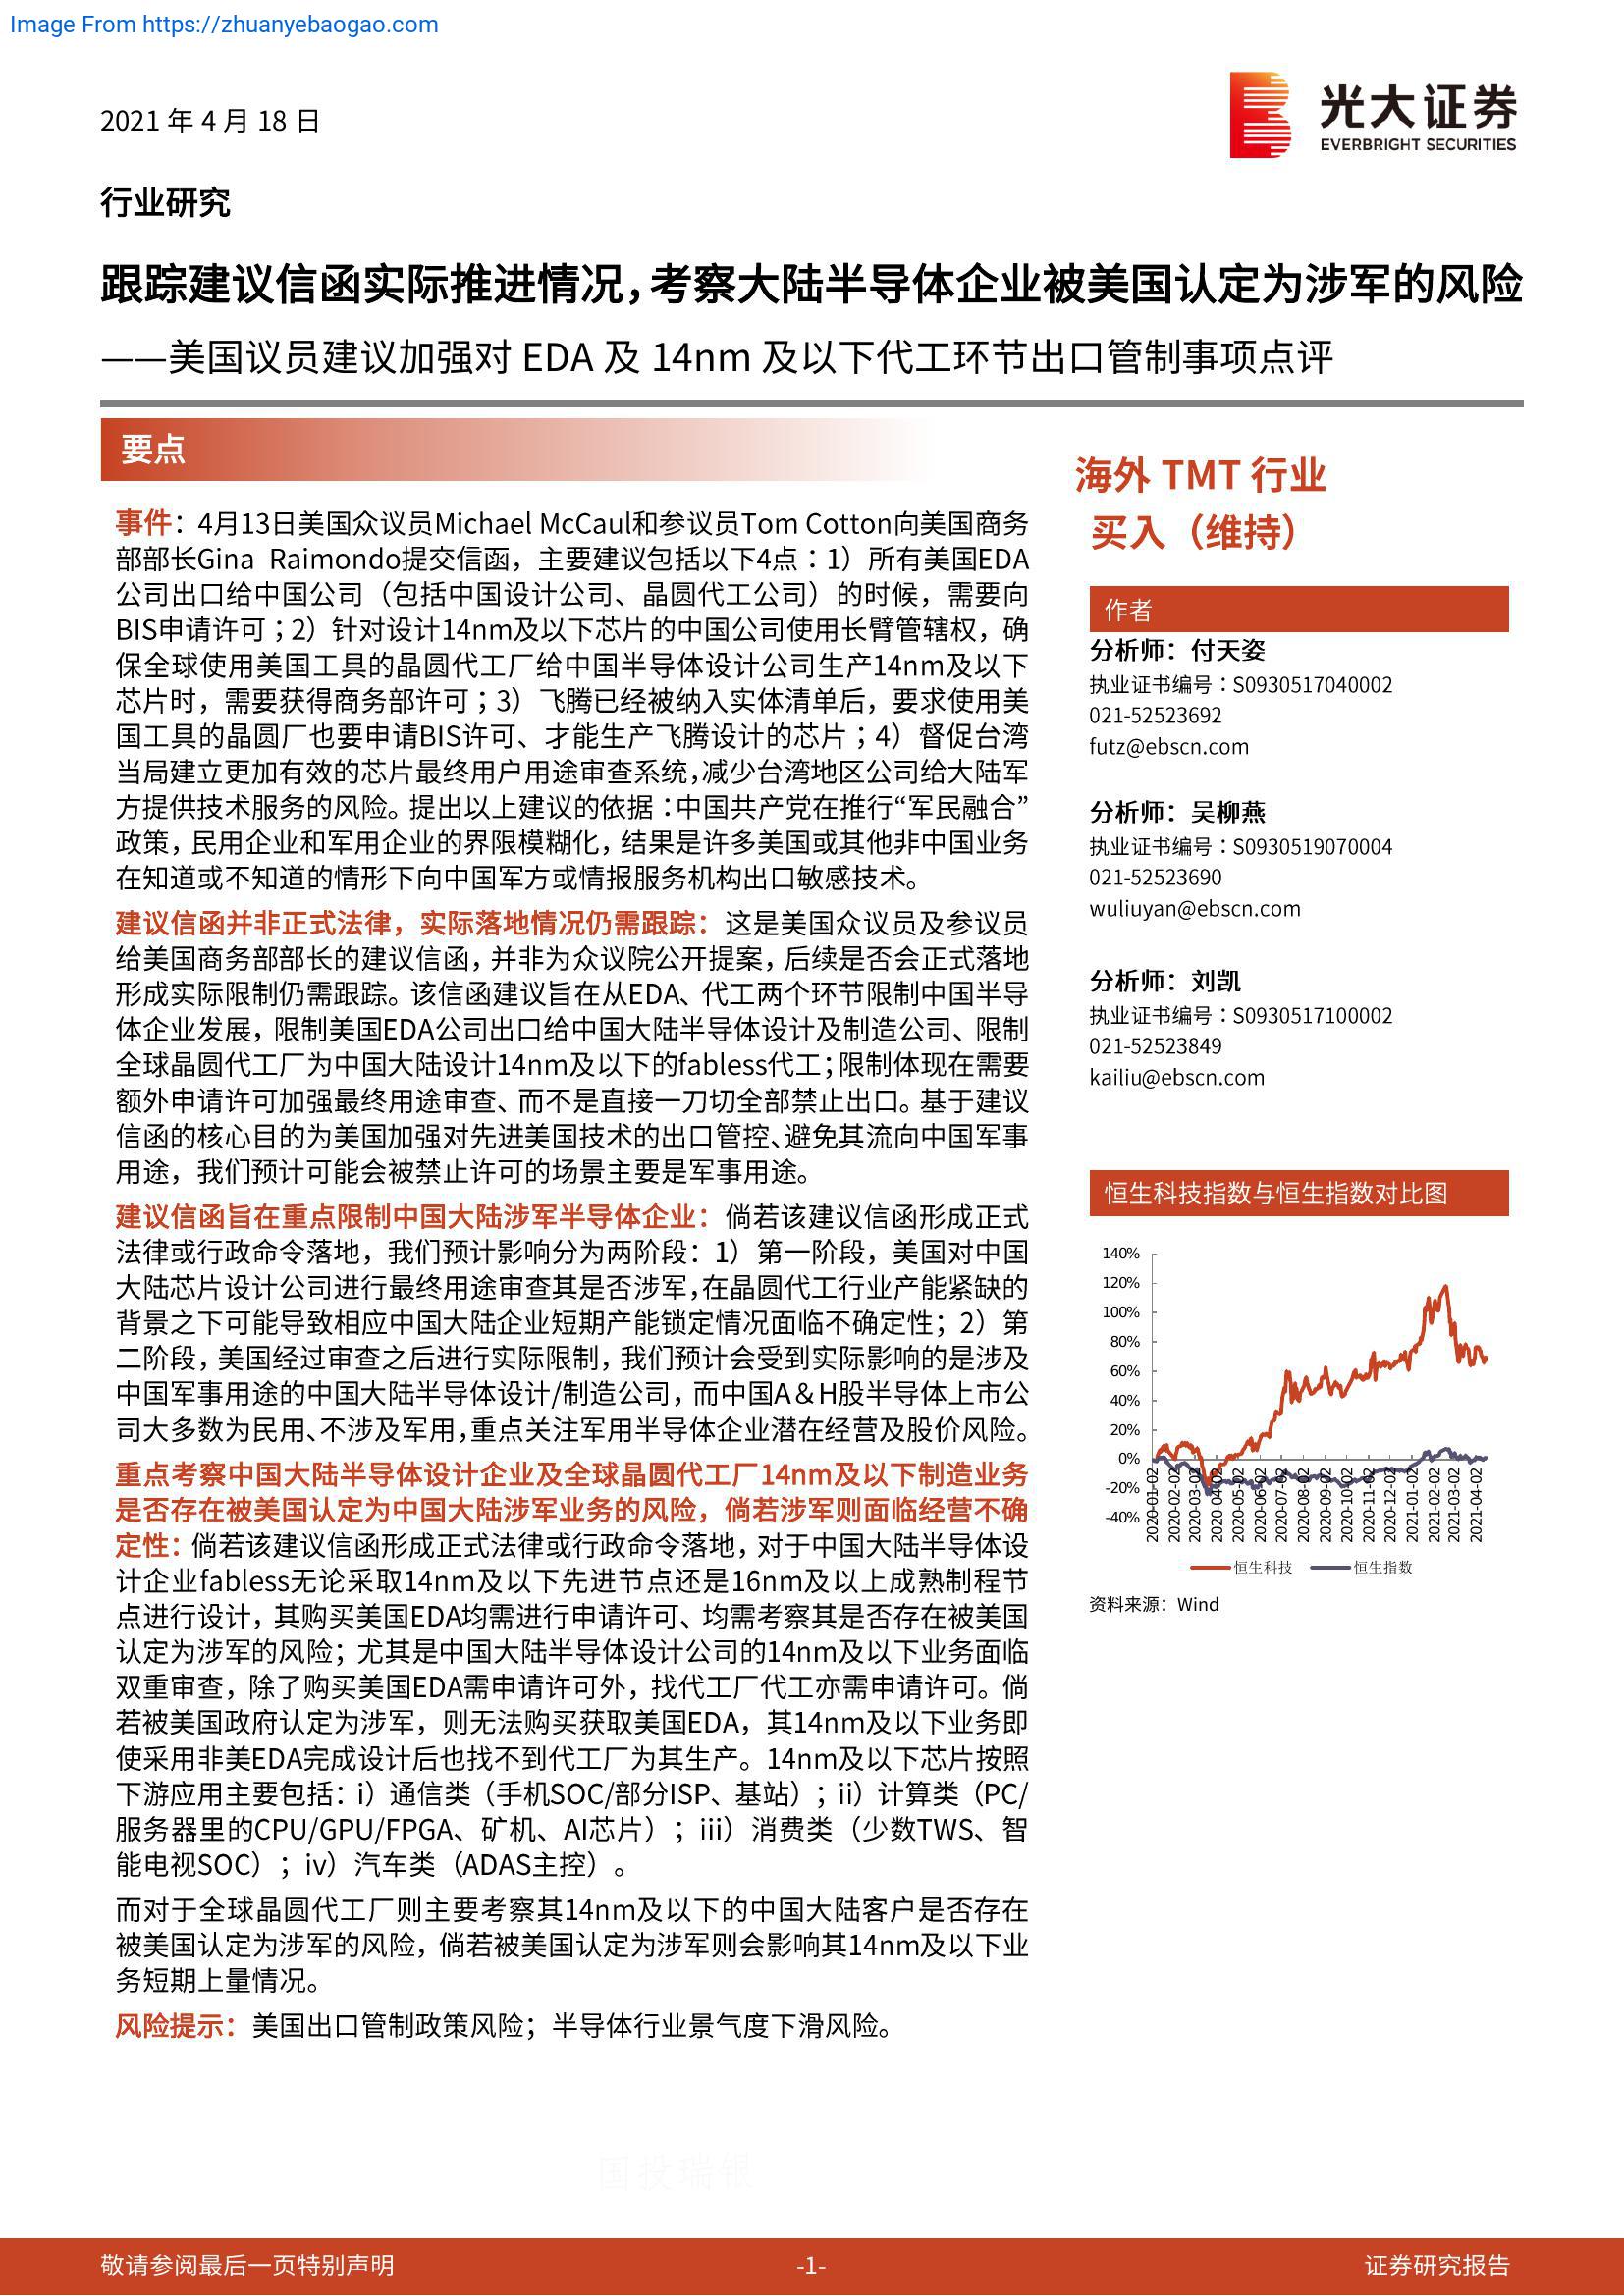 Image From https://zhuanyebaogao.com
2021 年 4 月 18 日
光大证券
EVERBRIGHT SECURITIES
行业研究
跟踪建议信函实际推进情况，考察大陆半导体企业被美国认定为涉军的风险
——美国议员建议加强对 EDA 及 14nm 及以下代工环节出口管制事项点评
要点
事件：4月13日美国众议员Michael McCaul和参议员Tom Cotton向美国商务
部部长Gina Raimondo提交信函，主要建议包括以下4点：1）所有美国EDA
公司出口给中国公司（包括中国设计公司、晶圆代工公司）的时候，需要向
BIS申请许可；2）针对设计14nm及以下芯片的中国公司使用长臂管辖权，确
保全球使用美国工具的晶圆代工厂给中国半导体设计公司生产14nm及以下
芯片时，需要获得商务部许可；3）飞腾已经被纳入实体清单后，要求使用美
国工具的晶圆厂也要申请BIS许可、才能生产飞腾设计的芯片；4）督促台湾
当局建立更加有效的芯片最终用户用途审查系统，减少台湾地区公司给大陆军
方提供技术服务的风险。提出以上建议的依据：中国共产党在推行“军民融合”
政策，民用企业和军用企业的界限模糊化，结果是许多美国或其他非中国业务
在知道或不知道的情形下向中国军方或情报服务机构出口敏感技术。
建议信函并非正式法律，实际落地情况仍需跟踪：这是美国众议员及参议员
给美国商务部部长的建议信函，并非为众议院公开提案，后续是否会正式落地
形成实际限制仍需跟踪。该信函建议旨在从EDA、代工两个环节限制中国半导
体企业发展，限制美国EDA公司出口给中国大陆半导体设计及制造公司、限制
全球晶圆代工厂为中国大陆设计14nm及以下的fabless代工；限制体现在需要
额外申请许可加强最终用途审查、而不是直接一刀切全部禁止出口。基于建议
信函的核心目的为美国加强对先进美国技术的出口管控、避免其流向中国军事
用途，我们预计可能会被禁止许可的场景主要是军事用途。
建议信函旨在重点限制中国大陆涉军半导体企业：倘若该建议信函形成正式
法律或行政命令落地，我们预计影响分为两阶段：1）第一阶段，美国对中国
大陆芯片设计公司进行最终用途审查其是否涉军，在晶圆代工行业产能紧缺的
背景之下可能导致相应中国大陆企业短期产能锁定情况面临不确定性；2）第
二阶段，美国经过审查之后进行实际限制，我们预计会受到实际影响的是涉及
中国军事用途的中国大陆半导体设计/制造公司，而中国A＆H股半导体上市公
司大多数为民用、不涉及军用，重点关注军用半导体企业潜在经营及股价风险。
重点考察中国大陆半导体设计企业及全球晶圆代工厂14nm及以下制造业务
是否存在被美国认定为中国大陆涉军业务的风险，倘若涉军则面临经营不确
定性：倘若该建议信函形成正式法律或行政命令落地，对于中国大陆半导体设
计企业fabless无论采取14nm及以下先进节点还是16nm及以上成熟制程节
点进行设计，其购买美国EDA均需进行申请许可、均需考察其是否存在被美国
认定为涉军的风险；尤其是中国大陆半导体设计公司的14nm及以下业务面临
双重审查，除了购买美国EDA需申请许可外，找代工厂代工亦需申请许可。倘
若被美国政府认定为涉军，则无法购买获取美国EDA，其14nm及以下业务即
使采用非美EDA完成设计后也找不到代工厂为其生产。14nm及以下芯片按照
下游应用主要包括：i）通信类（手机SOC/部分ISP、基站）；ii）计算类（PC/
服务器里的CPU/GPU/FPGA、矿机、AI芯片）；iii）消费类（少数TWS、智
能电视SOC）；iv）汽车类（ADAS主控）。
而对于全球晶圆代工厂则主要考察其14nm及以下的中国大陆客户是否存在
被美国认定为涉军的风险，倘若被美国认定为涉军则会影响其14nm及以下业
务短期上量情况。
风险提示：美国出口管制政策风险；半导体行业景气度下滑风险。
海外 TMT 行业
买入（维持）
作者
分析师：付天姿
执业证书编号：S0930517040002
021-52523692
futz@ebscn.com
分析师：吴柳燕
执业证书编号：S0930519070004
021-52523690
wuliuyan@ebscn.com
分析师：刘凯
执业证书编号：S0930517100002
021-52523849
kailiu@ebscn.com
恒生科技指数与恒生指数对比图
140%
120%
100%
80%
60%
40%
20%
0%
-20%
-40%
2020-01-02
2020-02-02
2020-03-02
2020-04-02
2020-05-02
2020-06-02
2020-07-02
2020-08-02
2020-09-02
2020-10-02
2020-11-02
2020-12-02
2021-01-02
2021-02-02
2021-03-02
2021-04-02
恒生科技 恒生指数
资料来源：Wind
国投瑞银
敬请参阅最后一页特别声明 -1- 证券研究报告